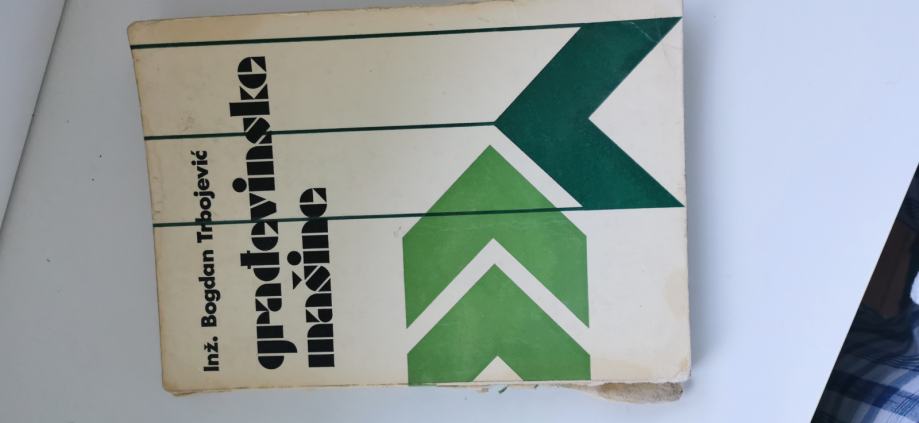 Inž. Bogdan Trbojević
građevinske
mašine